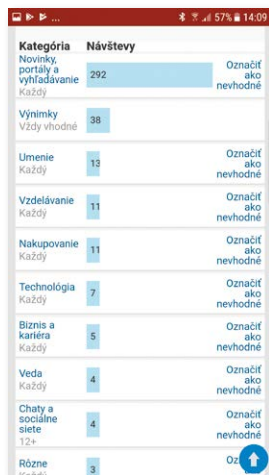 57% 14:09
Kategória Návštevy
Novinky,
portály a
vyhľadávanie
Každý
292
Označiť
ako
nevhodné
Výnimky
Vždy vhodné
38
Umenie
Každý
13
Označiť
ako
nevhodné
Vzdelávanie
Každý
11
Označiť
ako
nevhodné
Nakupovanie
Každý
11
Označiť
ako
nevhodné
Technológia
Každý
7
Označiť
ako
nevhodné
Biznis a
kariéra
Každý
5
Označiť
ako
nevhodné
Veda
Každý
4
Označiť
ako
nevhodné
Chaty a
sociálne
siete
12+
4
Označiť
ako
nevhodné
Rôzne
Každý
3